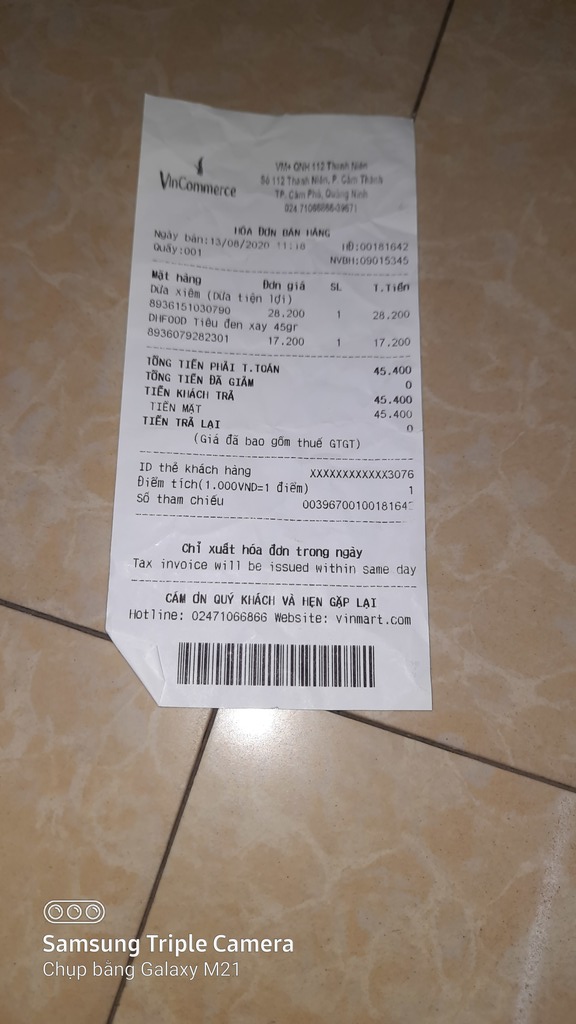 VinCommerce
VM+ QNH 112 Thanh Niên
Số 112 Thanh Niên, P. Cẩm Thạch
TP. Cẩm Phả, Quảng Ninh
HÓA ĐƠN BÁN HÀNG
Ngày bán:13/08/2020 11:18 HĐ:00181642
Quầy:001 NVBH:09015345
Mặt hàng Đơn giá SL T.Tiền
Dừa xiêm (Dừa tiện lợi)
8936151030790 28.200 1 28.200
DHFOOD Tiêu đen xay 45gr
8936079282301 17.200 1 17.200
TỔNG TIỀN PHẢI T.TOÁN 45.400
TỔNG TIỀN ĐÃ GIẢM 0
TIỀN KHÁCH TRẢ 45.400
TIỀN MẶT 45.400
TIỀN TRẢ LẠI 0
(Giá đã bao gồm thuế GTGT)
ID thẻ khách hàng XXXXXXXXXXXX3076
Điểm tích(1.000VND=1 điểm) 1
Số tham chiếu 0039670010018164
Chỉ xuất hóa đơn trong ngày
Tax invoice will be issued within same day
CẢM ƠN QUÝ KHÁCH VÀ HẸN GẶP LẠI
Hotline: 02471066866 Website: vinmart.com
Samsung Triple Camera
Chụp bằng Galaxy M21